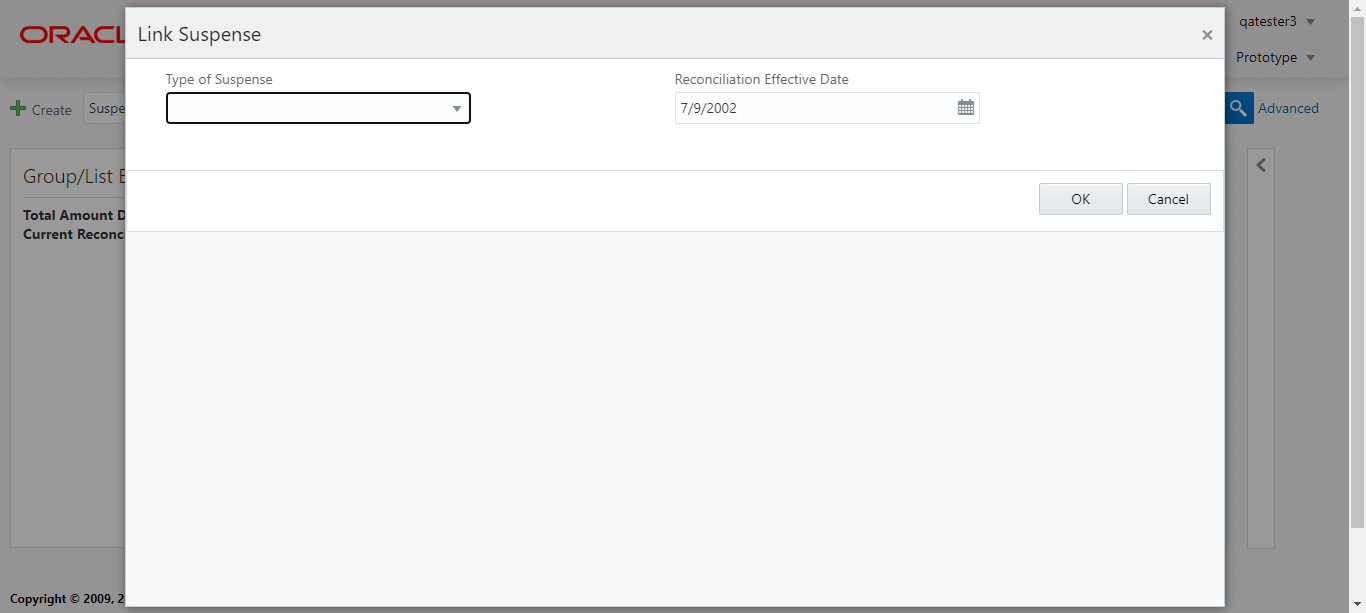 ORACL
Link Suspense
×
qatester3
Prototype
Type of Suspense
Reconciliation Effective Date
7/9/2002
Create
Suspe
Advanced
OK
Cancel
Group/List E
Total Amount D
Current Reconc
Copyright © 2009, 2